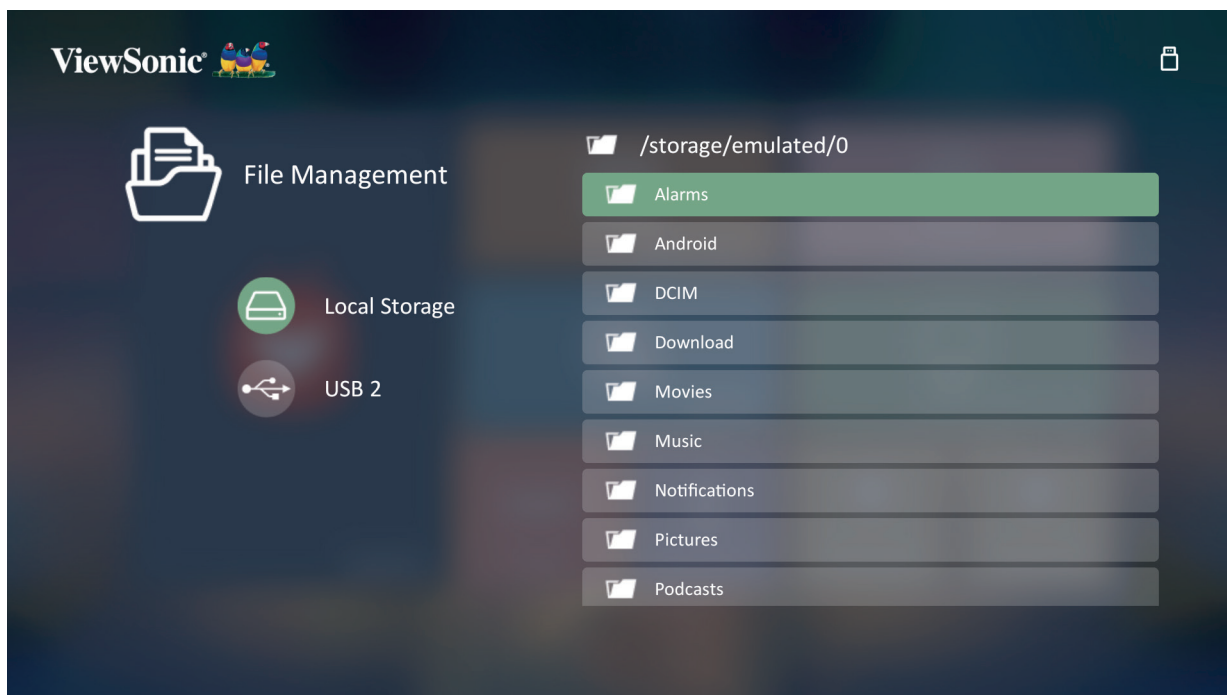 ViewSonic®
File Management
Local Storage
USB 2
/storage/emulated/0
Alarms
Android
DCIM
Download
Movies
Music
Notifications
Pictures
Podcasts